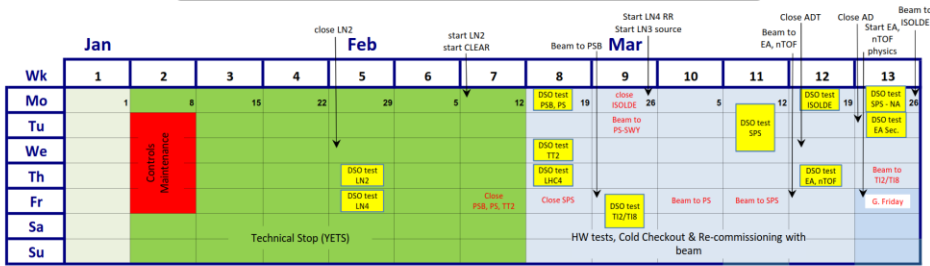 Beam to
ISOLDE
Start LN4 RR
Start LN3 source
Close ADT
Close AD
Start EA,
nTOF
physics
close LN2
start LN2
start CLEAR
Beam to PSB
Beam to
EA, nTOF
Jan
Feb
Mar
Wk 1 2 3 4 5 6 7 8 9 10 11 12 13
Mo 1 8 15 22 29 5 12 19 26 5 12 19 26
DSO test
PSB, PS
close
ISOLDE
DSO test
ISOLDE
DSO test
SPS - NA
Tu
Controls
Maintenance
Beam to
PS-SWY
DSO test
SPS
DSO test
EA Sec.
We
DSO test
TT2
Th
DSO test
LN2
DSO test
LHC4
DSO test
EA, nTOF
Beam to
TI2/TI8
Fr
DSO test
LN4
Close
PSB, PS, TT2
Close SPS
DSO test
TI2/TI8
Beam to PS
Beam to SPS
G. Friday
Sa
Technical Stop (YETS)
HW tests, Cold Checkout & Re-commissioning with
beam
Su